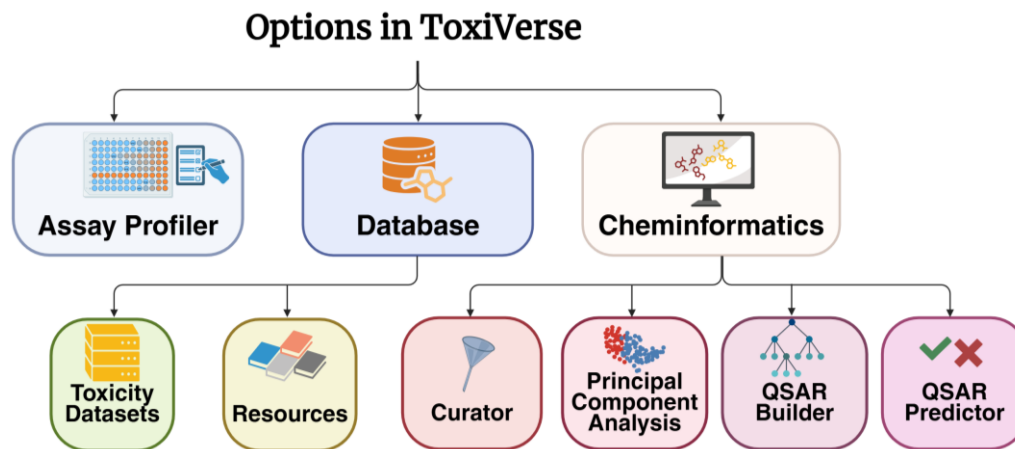 Options in ToxiVerse
Assay Profiler
Database
Cheminformatics
Toxicity
Datasets
Resources
Curator
Principal
Component
Analysis
QSAR
Builder
QSAR
Predictor